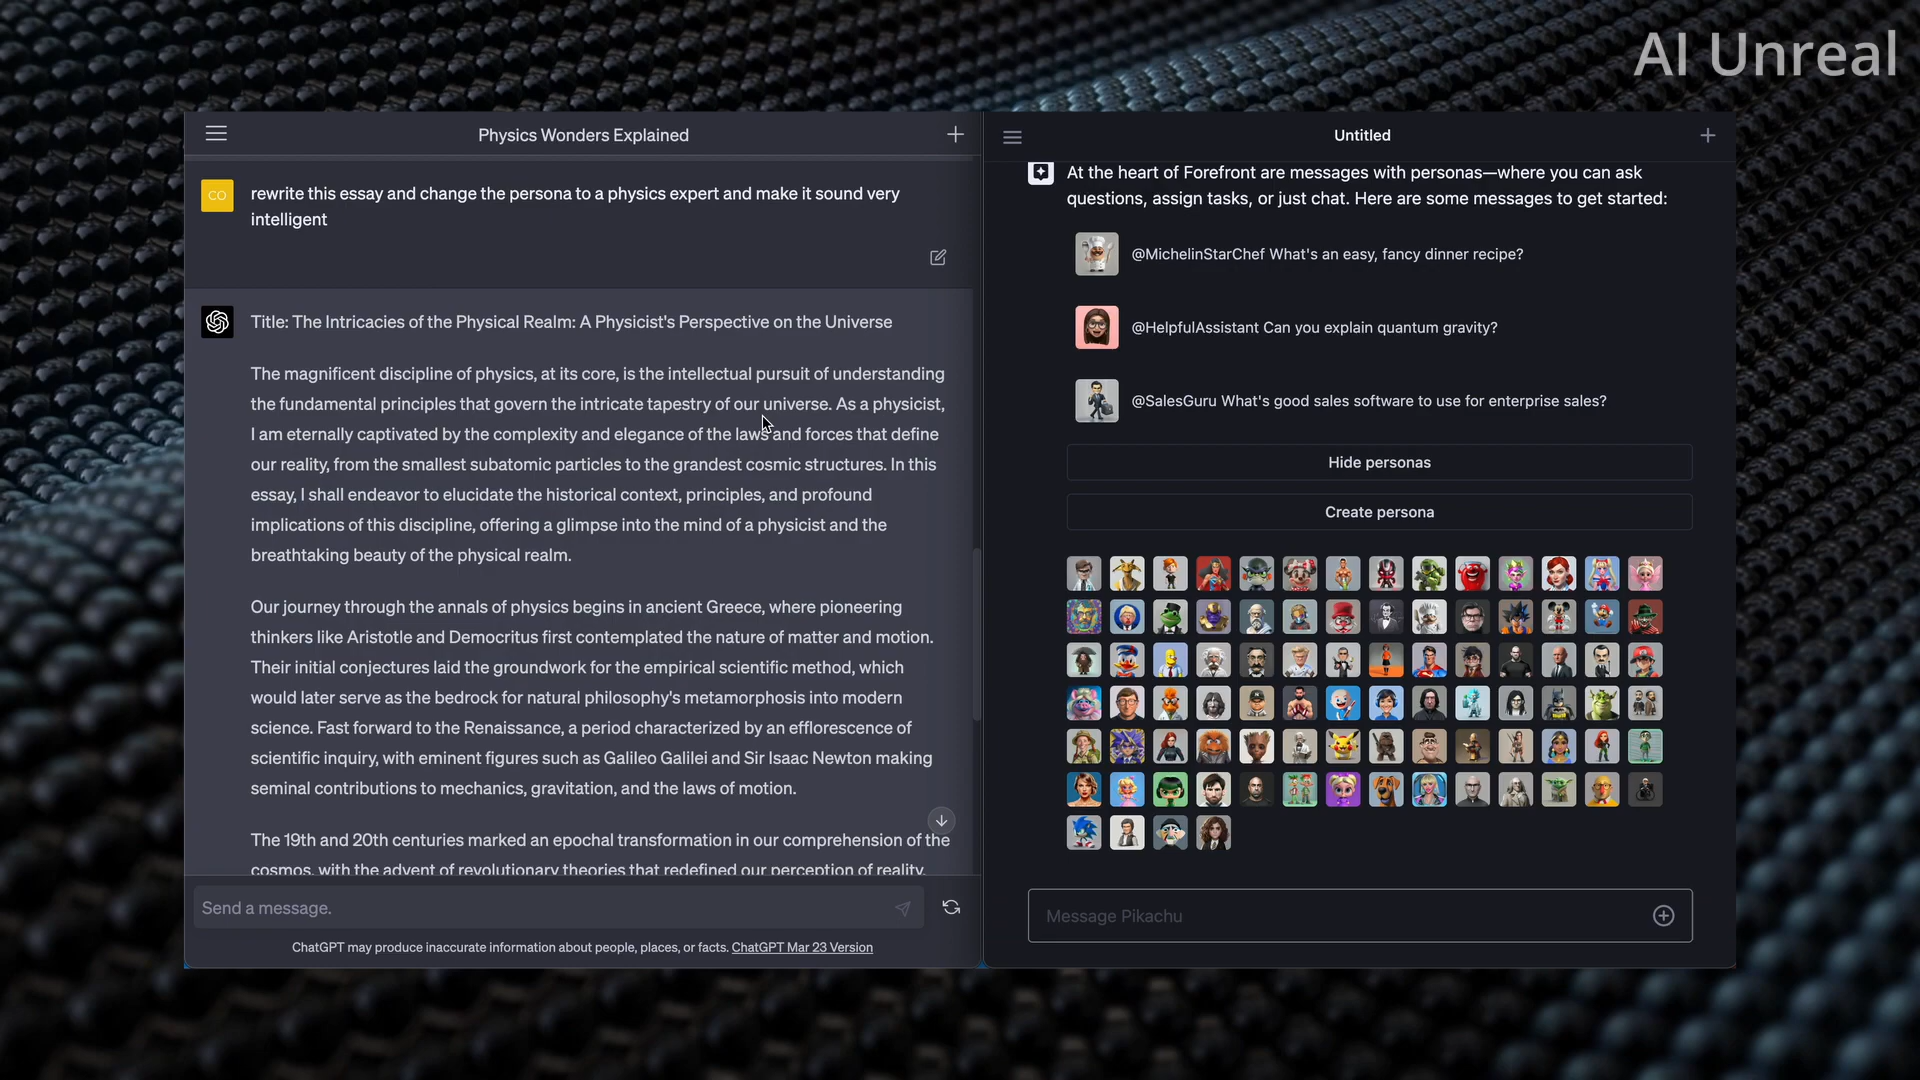 AI Unreal
Physics Wonders Explained
CO
rewrite this essay and change the persona to a physics expert and make it sound very
intelligent
Title: The Intricacies of the Physical Realm: A Physicist's Perspective on the Universe
The magnificent discipline of physics, at its core, is the intellectual pursuit of understanding
the fundamental principles that govern the intricate tapestry of our universe. As a physicist,
I am eternally captivated by the complexity and elegance of the laws and forces that define
our reality, from the smallest subatomic particles to the grandest cosmic structures. In this
essay, I shall endeavor to elucidate the historical context, principles, and profound
implications of this discipline, offering a glimpse into the mind of a physicist and the
breathtaking beauty of the physical realm.
Our journey through the annals of physics begins in ancient Greece, where pioneering
thinkers like Aristotle and Democritus first contemplated the nature of matter and motion.
Their initial conjectures laid the groundwork for the empirical scientific method, which
would later serve as the bedrock for natural philosophy's metamorphosis into modern
science. Fast forward to the Renaissance, a period characterized by an efflorescence of
scientific inquiry, with eminent figures such as Galileo Galilei and Sir Isaac Newton making
seminal contributions to mechanics, gravitation, and the laws of motion.
The 19th and 20th centuries marked an epochal transformation in our comprehension of the
cosmos, with the advent of revolutionary theories that redefined our perception of reality.
Send a message.
ChatGPT may produce inaccurate information about people, places, or facts. ChatGPT Mar 23 Version
Untitled
At the heart of Forefront are messages with personas—where you can ask
questions, assign tasks, or just chat. Here are some messages to get started:
@MichelinStarChef What's an easy, fancy dinner recipe?
@HelpfulAssistant Can you explain quantum gravity?
@SalesGuru What's good sales software to use for enterprise sales?
Hide personas
Create persona
Message Pikachu